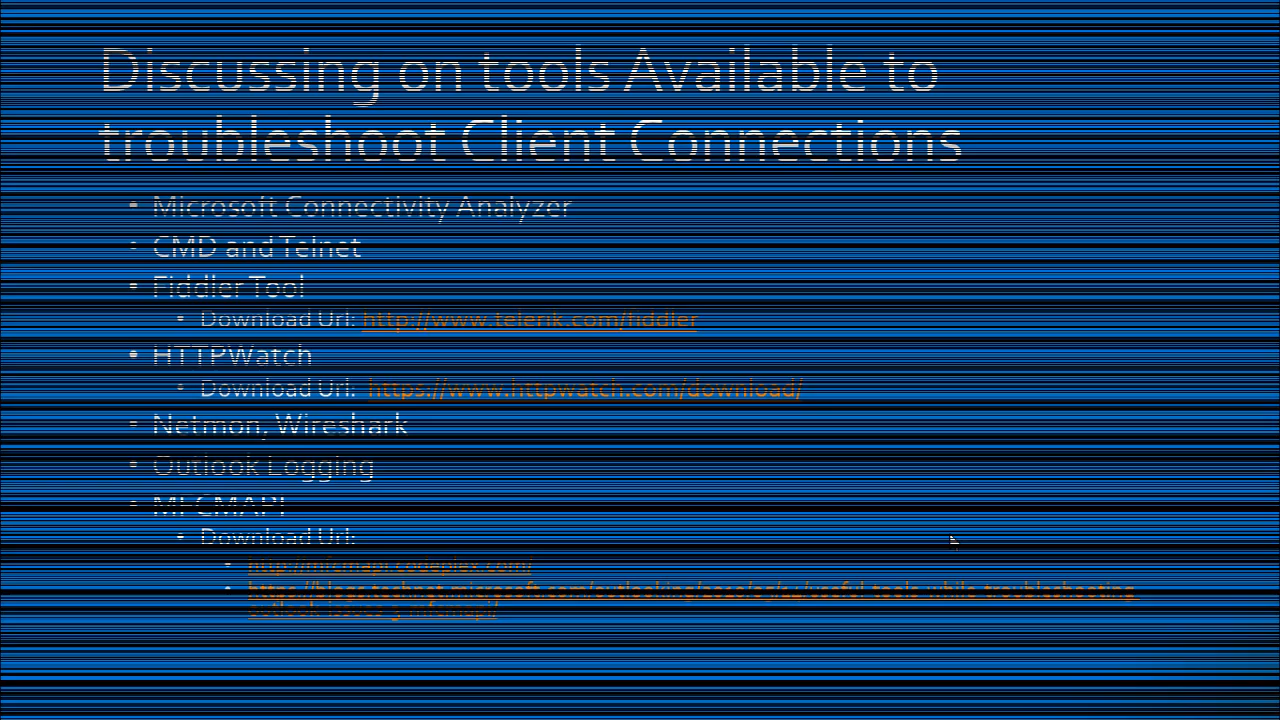 Discussing on tools Available to
troubleshoot Client Connections
• Microsoft Connectivity Analyzer
• CMD and Telnet
• Fiddler Tool
• Download Url: http://www.telerik.com/fiddler
• HTTPWatch
• Download Url: https://www.httpwatch.com/download/
• Netmon, Wireshark
• Outlook Logging
• MFCMAPI
• Download Url:
• http://mfcmapi.codeplex.com/